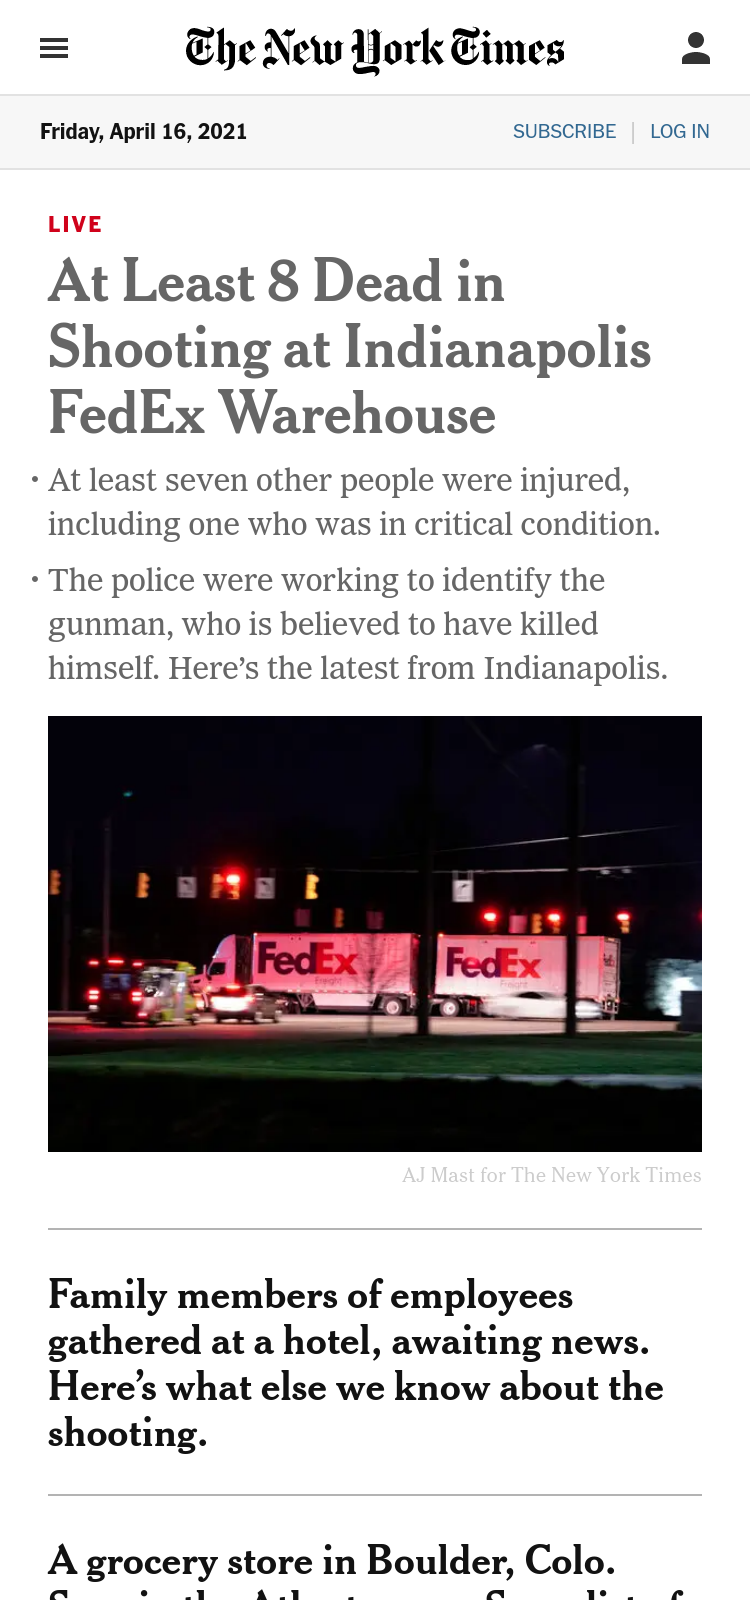 The New York Times
Friday, April 16, 2021
SUBSCRIBE | LOG IN
LIVE
At Least 8 Dead in
Shooting at Indianapolis
FedEx Warehouse
• At least seven other people were injured,
including one who was in critical condition.
• The police were working to identify the
gunman, who is believed to have killed
himself. Here’s the latest from Indianapolis.
FedEx Freight
FedEx Freight
AJ Mast for The New York Times
Family members of employees
gathered at a hotel, awaiting news.
Here’s what else we know about the
shooting.
A grocery store in Boulder, Colo.